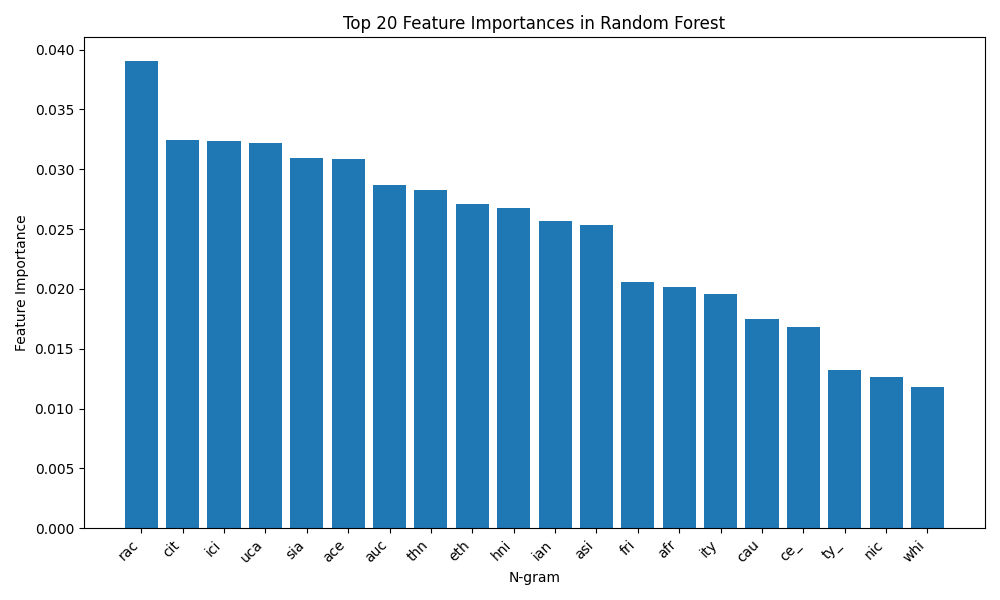 Top 20 Feature Importances in Random Forest
Feature Importance
0.040
0.035
0.030
0.025
0.020
0.015
0.010
0.005
0.000
rac cit ici uca sia ace auc thn eth hni ian asi fri afr ity cau ce_ ty_ nic whi
N-gram